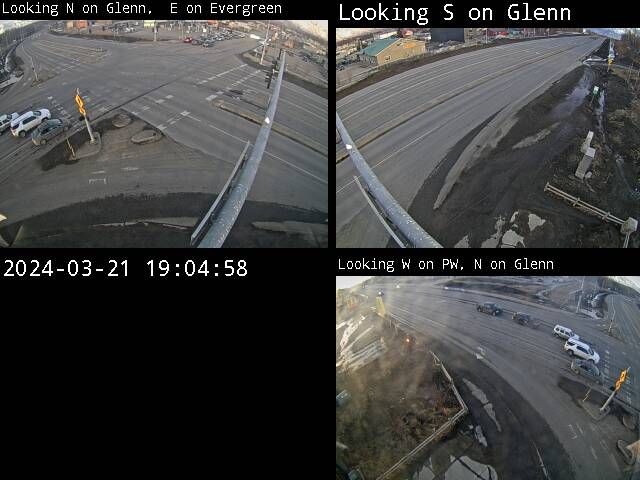 Looking N on Glenn,  E on Evergreen
Looking S on Glenn
2024-03-21 19:04:58
Looking W on PW, N on Glenn